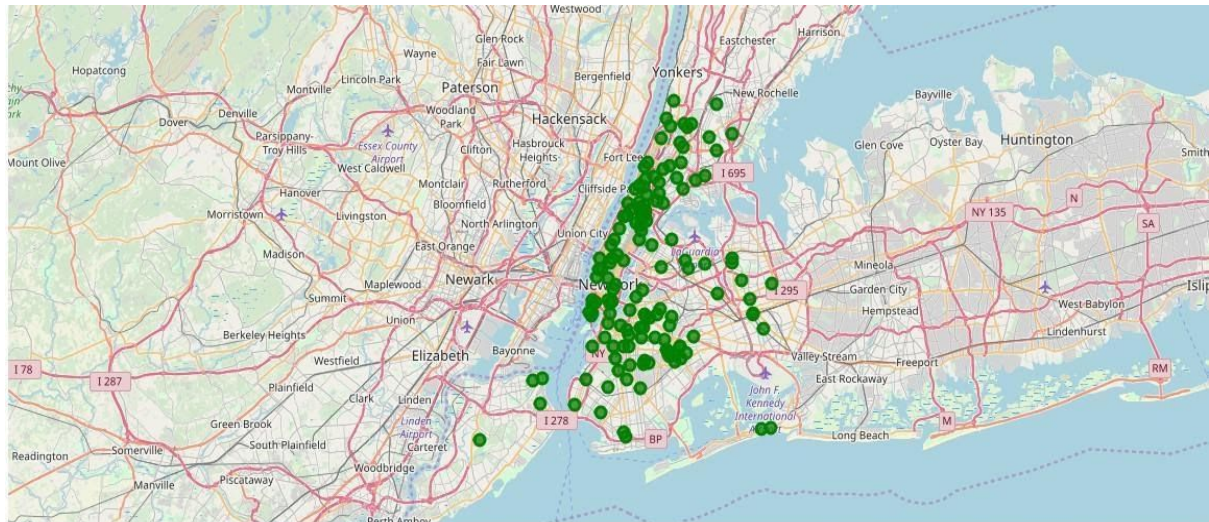 Westwood
Harrison
Eastchester
Glen Rock
Wayne
Fair Lawn
Hopatcong
Lincoln Park
Bergenfield
Yonkers
Montville
Paterson
New Rochelle
Bayville
Denville
Woodland
Park
Hackensack
Dover
Parsippany-
Troy Hills
Essex County
Airport
Clifton
Hasbrouck
Heights
Glen Cove
Oyster Bay
Huntington
Mount Olive
West Caldwell
Fort Lee
I 695
Smith
Hanover
Montclair
Rutherford
Cliffside
N
Morristown
Livingston
Bloomfield
North Arlington
NY 135
SA
Union City
East Orange
LaGuardia
Madison
Mineola
Newark
Maplewood
New York
Summit
I 295
Garden City
Islip
Union
Hempstead
West Babylon
Berkeley Heights
Lindenhurst
Elizabeth
Bayonne
NY
Valley Stream
Freeport
Westfield
I 78
I 287
Plainfield
East Rockaway
RM
Clark
Linden
John F.
Kennedy
International
Green Brook
Linden
Airport
I 278
M
South Plainfield
Carteret
BP
Long Beach
Readington
Somerville
Woodbridge
Piscataway
Manville
Perth Amboy